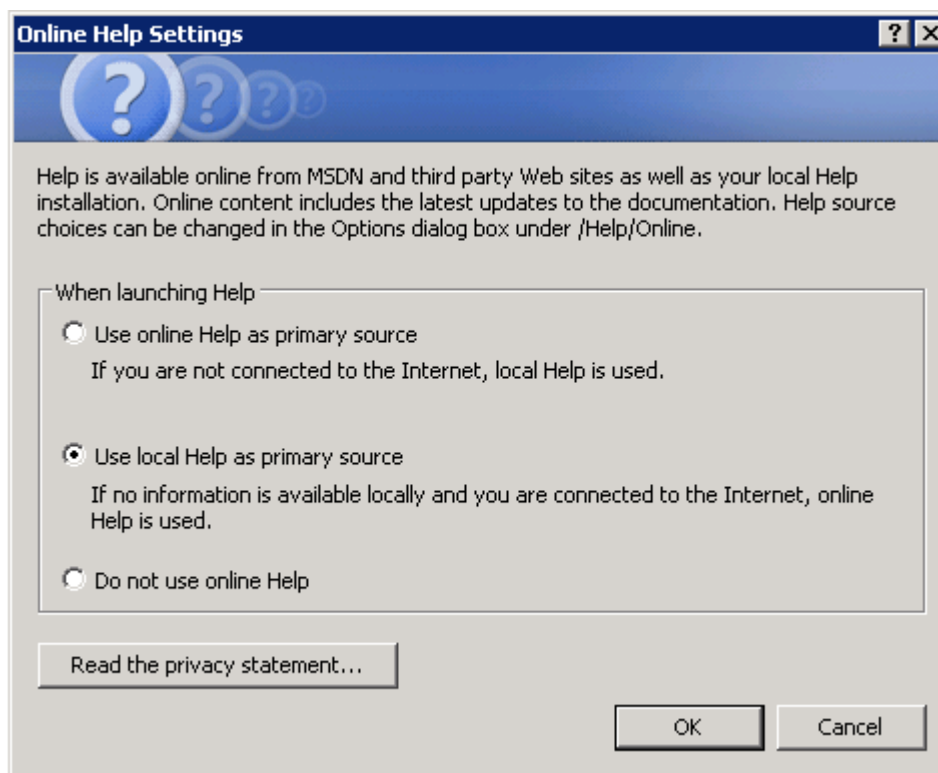 Online Help Settings
Help is available online from MSDN and third party Web sites as well as your local Help
installation. Online content includes the latest updates to the documentation. Help source
choices can be changed in the Options dialog box under /Help/Online.
When launching Help
Use online Help as primary source
If you are not connected to the Internet, local Help is used.
Use local Help as primary source
If no information is available locally and you are connected to the Internet, online
Help is used.
Do not use online Help
Read the privacy statement...
OK Cancel